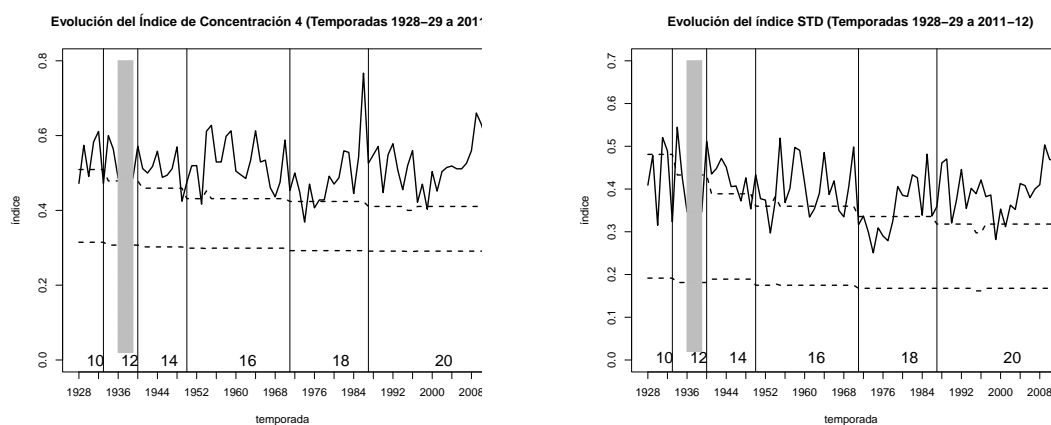 Evolución del Índice de Concentración 4 (Temporadas 1928–29 a 2011
índice
0.8
0.6
0.4
0.2
0.0
10 12 14 16 18 20
1928 1936 1944 1952 1960 1968 1976 1984 1992 2000 2008
temporada
Evolución del índice STD (Temporadas 1928–29 a 2011–12)
índice
0.7
0.6
0.5
0.4
0.3
0.2
0.1
0.0
10 12 14 16 18 20
1928 1936 1944 1952 1960 1968 1976 1984 1992 2000 2008
temporada